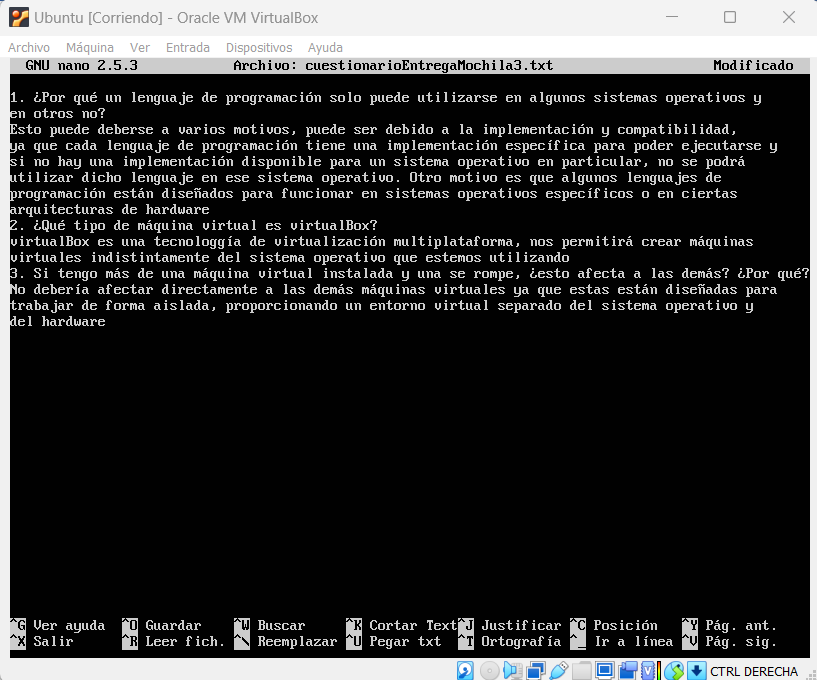 Ubuntu [Corriendo] - Oracle VM VirtualBox
Archivo Máquina Ver Entrada Dispositivos Ayuda
GNU nano 2.5.3 Archivo: cuestionarioEntregaMochila3.txt Modificado
1. ¿Por qué un lenguaje de programación solo puede utilizarse en algunos sistemas operativos y
en otros no?
Esto puede deberse a varios motivos, puede ser debido a la implementación y compatibilidad,
ya que cada lenguaje de programación tiene una implementación específica para poder ejecutarse y
si no hay una implementación disponible para un sistema operativo en particular, no se podrá
utilizar dicho lenguaje en ese sistema operativo. Otro motivo es que algunos lenguajes de
programación están diseñados para funcionar en sistemas operativos específicos o en ciertas
arquitecturas de hardware
2. ¿Qué tipo de máquina virtual es virtualBox?
virtualBox es una tecnologgía de virtualización multiplataforma, nos permitirá crear máquinas
virtuales indistintamente del sistema operativo que estemos utilizando
3. Si tengo más de una máquina virtual instalada y una se rompe, ¿esto afecta a las demás? ¿Por qué?
No debería afectar directamente a las demás máquinas virtuales ya que estas están diseñadas para
trabajar de forma aislada, proporcionando un entorno virtual separado del sistema operativo y
del hardware
^G Ver ayuda ^O Guardar ^W Buscar ^K Cortar Text ^J Justificar ^C Posición ^Y Pág. ant.
^X Salir ^R Leer fich. ^\ Reemplazar ^U Pegar txt ^T Ortografía ^_ Ir a línea ^V Pág. sig.
CTRL DERECHA